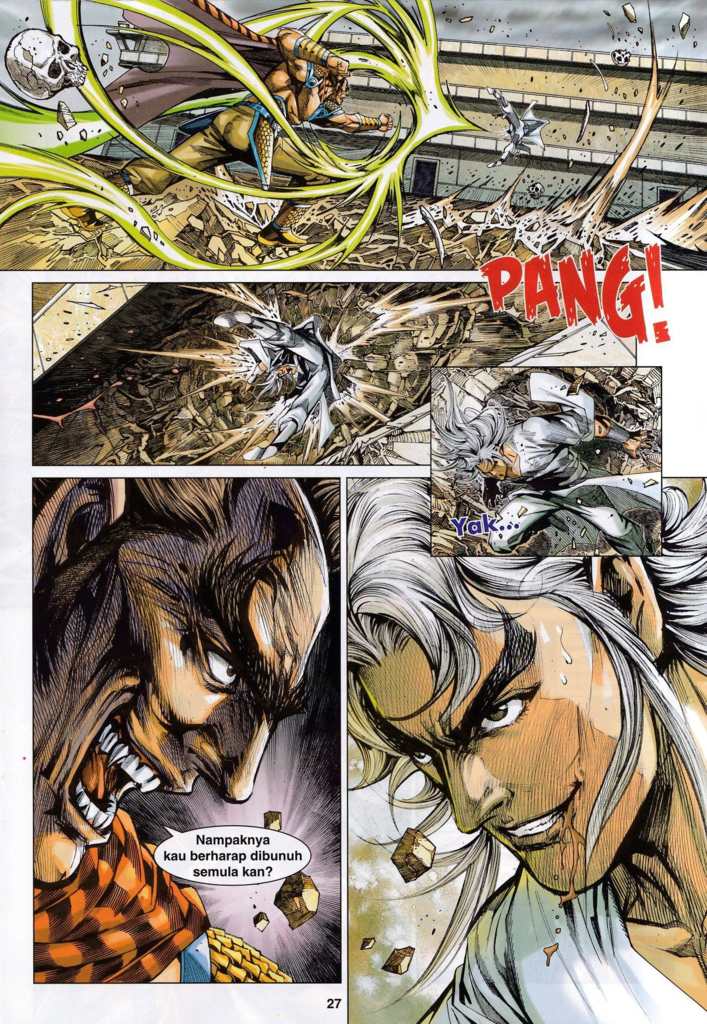 PANG!
Yak...
Nampaknya
kau berharap dibunuh
semula kan?
27